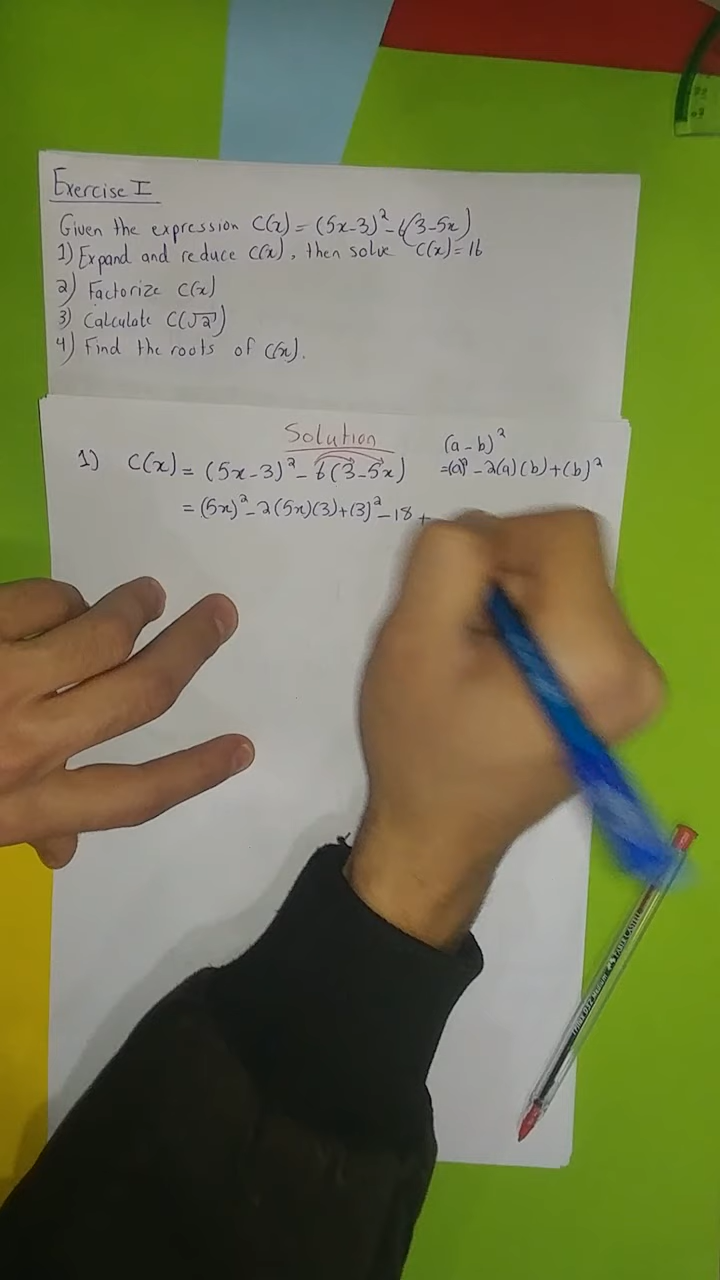 Exercise I
Given the expression C(x) = (5x-3)² - 6(3-5x)
1) Expand and reduce C(x), then solve C(x)=16
2) Factorize C(x)
3) Calculate C(√2)
4) Find the roots of C(x).
Solution
(a-b)²
1) C(x) = (5x-3)² - 6(3-5x) =(a)² - 2(a)(b)+(b)²
= (5x)² - 2(5x)(3)+(3)² - 18 +